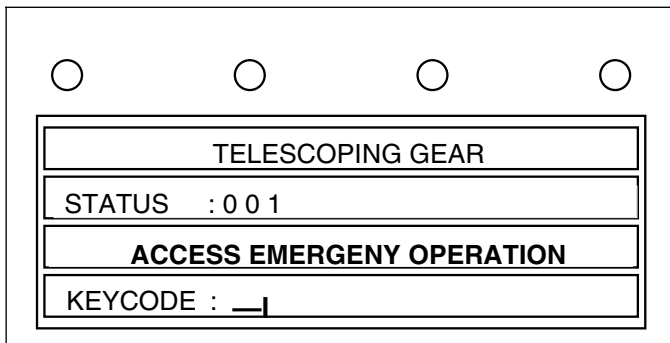 TELESCOPING GEAR
STATUS : 0 0 1
ACCESS EMERGENY OPERATION
KEYCODE :